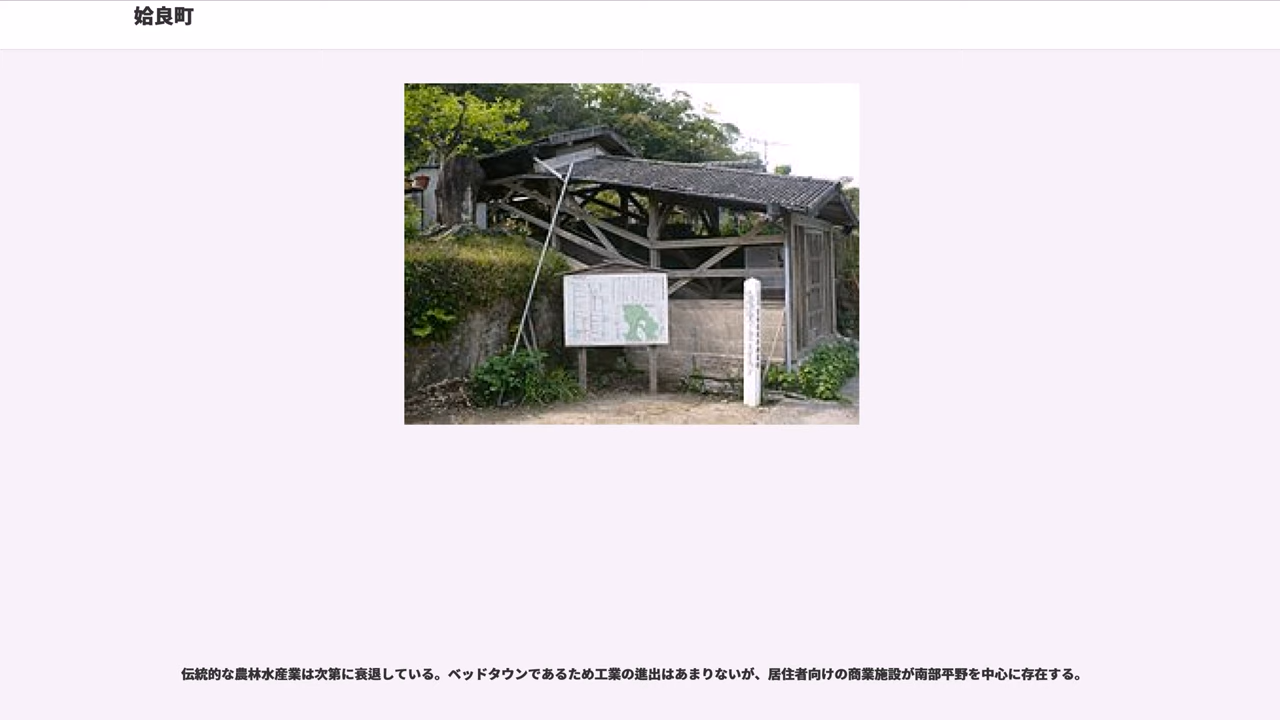 姶良町
伝統的な農林水産業は次第に衰退している。ベッドタウンであるため工業の進出はあまりないが、居住者向けの商業施設が南部平野を中心に存在する。